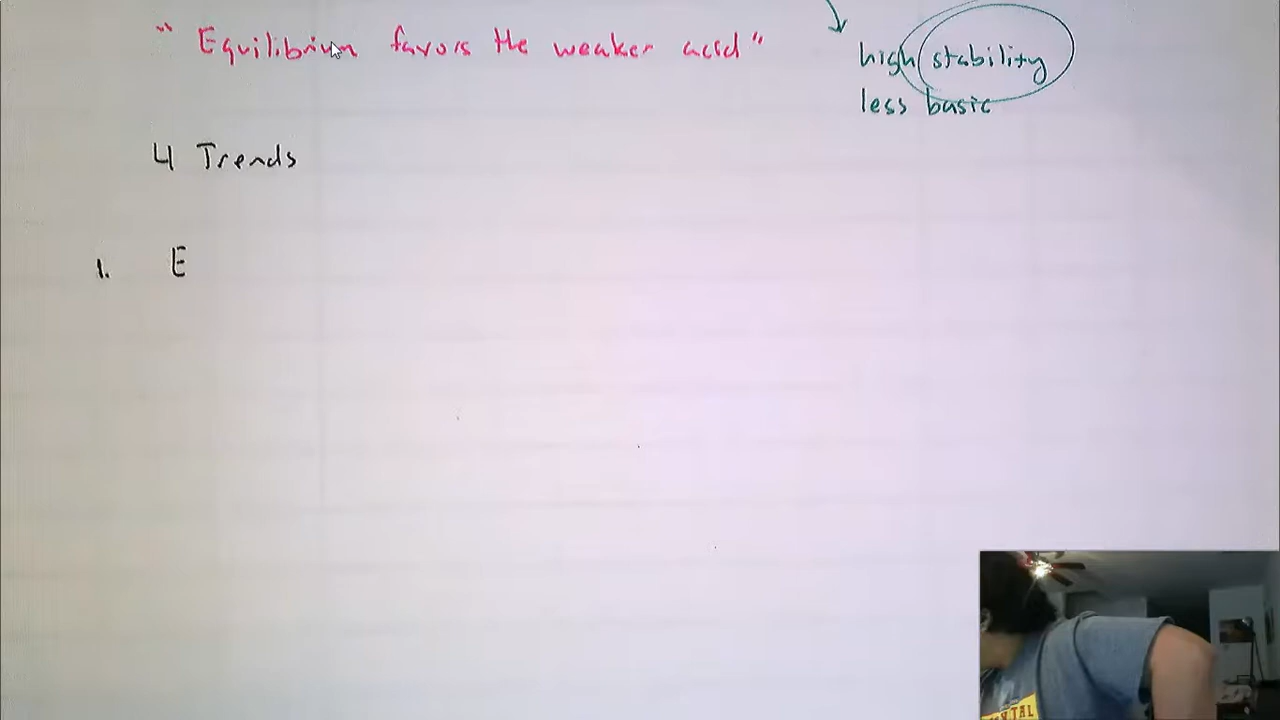 "Equilibrium favors the weaker acid"
high stability
less basic
4 Trends
1. E